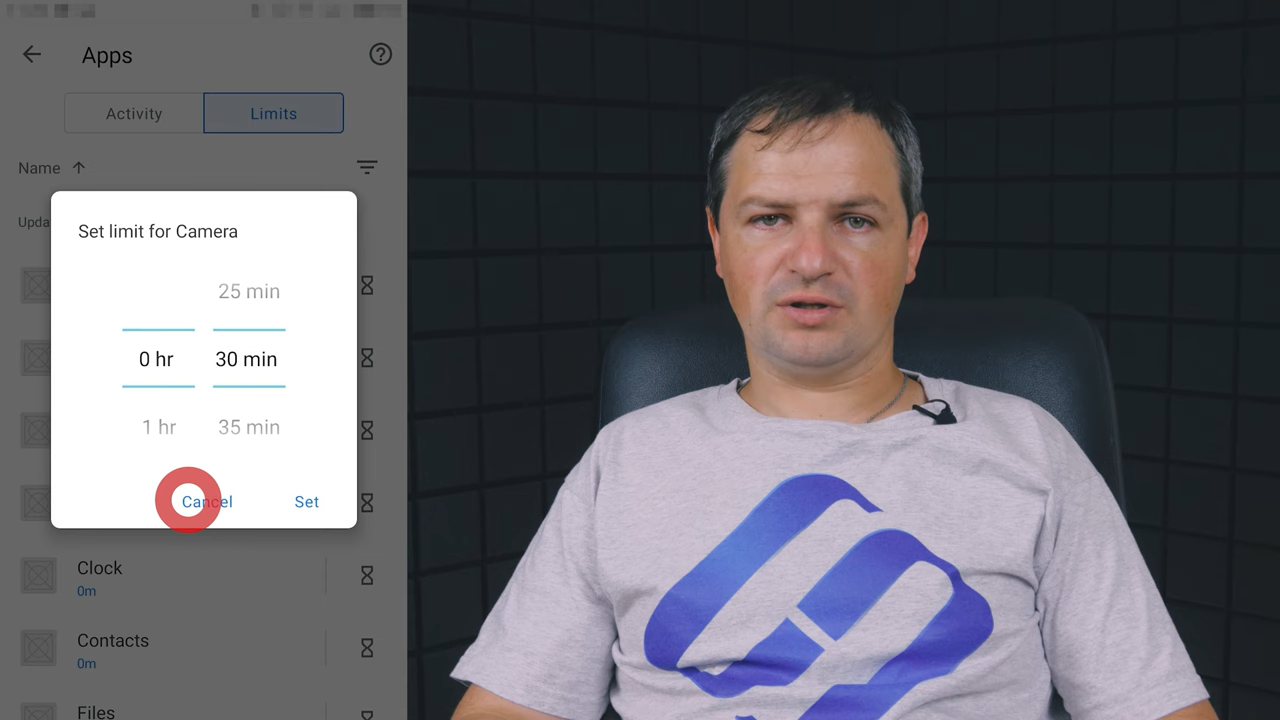 Apps
Activity
Limits
Name
Upda
Set limit for Camera
25 min
0 hr
30 min
1 hr
35 min
Cancel
Set
Clock
0m
Contacts
0m
Files